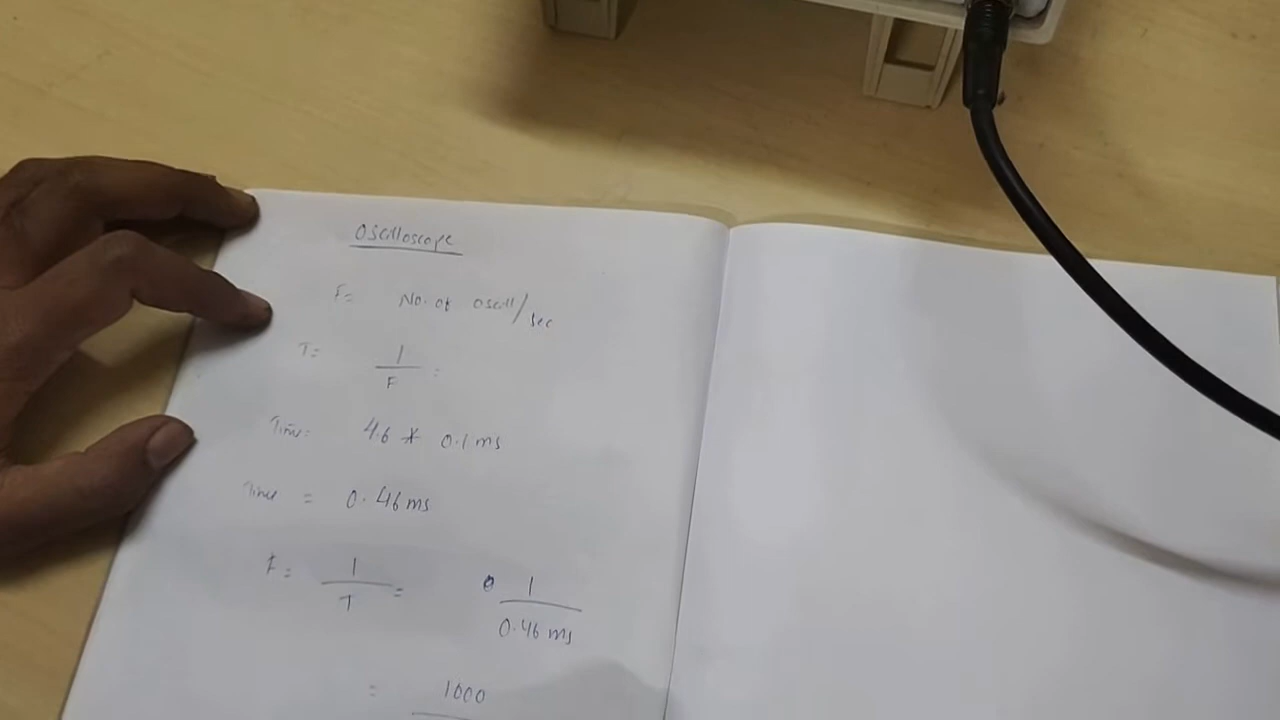 Oscilloscope
F= No. of oscill/sec
T= 1/F =
Time: 4.6 * 0.1 ms
Time = 0.46 ms
F= 1/T = 1/0.46 ms
= 1000